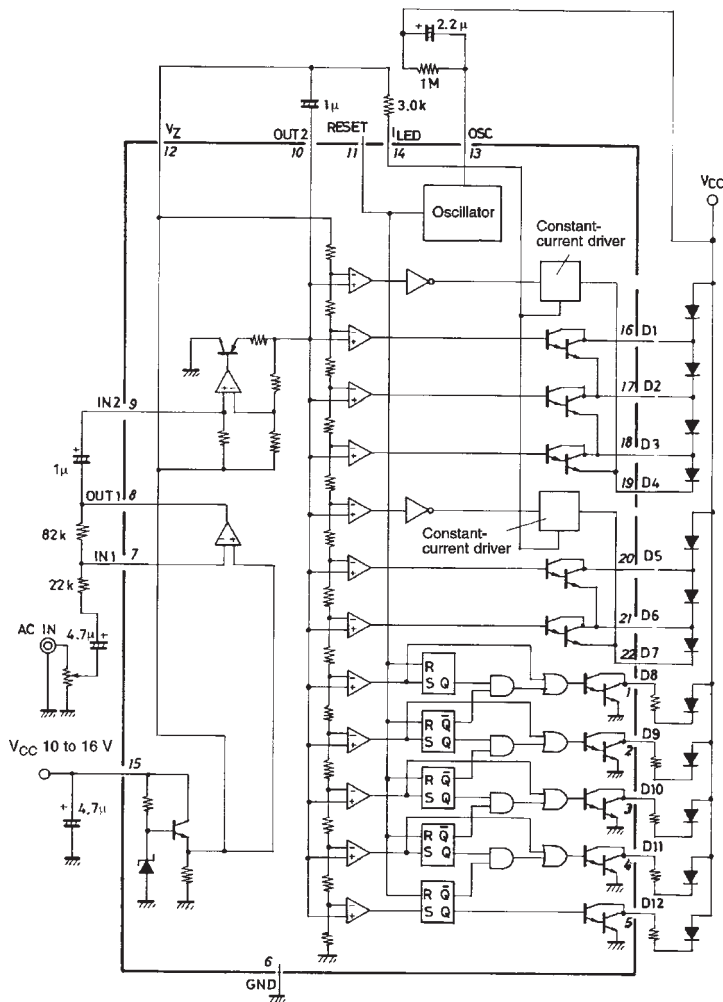 2.2μ
1M
1μ
3.0k
VZ OUT2 RESET ILED OSC
12 10 11 14 13
VCC
Oscillator
Constant-
current driver
16 D1
17 D2
IN2 9
18 D3
1μ
19 D4
OUT1 8
82k
Constant-
current driver
IN1 7
20 D5
22k
21 D6
AC IN
4.7μ
22 D7
R
S Q
D8
1
VCC 10 to 16 V
15
R Q̅
S Q
D9
2
4.7μ
R Q̅
S Q
D10
3
R Q̅
S Q
D11
4
R Q̅
S Q
D12
5
6
GND